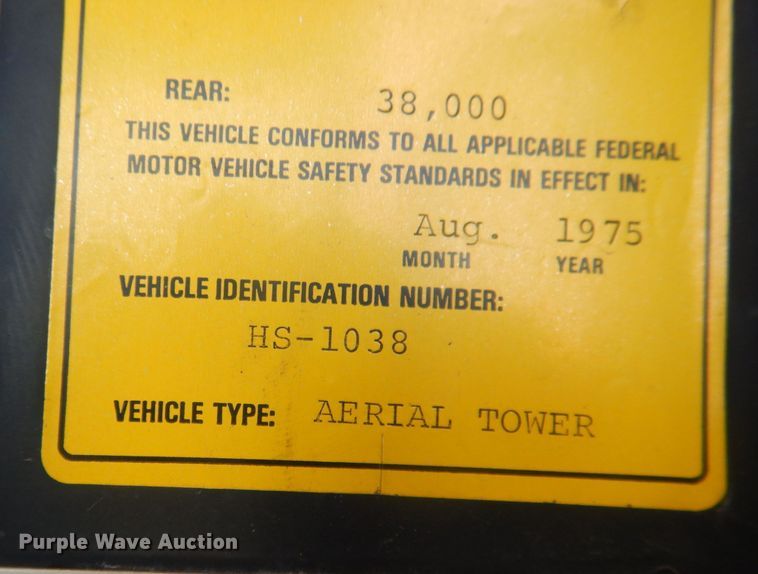 REAR: 38,000
THIS VEHICLE CONFORMS TO ALL APPLICABLE FEDERAL
MOTOR VEHICLE SAFETY STANDARDS IN EFFECT IN:
Aug. 1975
MONTH YEAR
VEHICLE IDENTIFICATION NUMBER:
HS-1038
VEHICLE TYPE: AERIAL TOWER
Purple Wave Auction